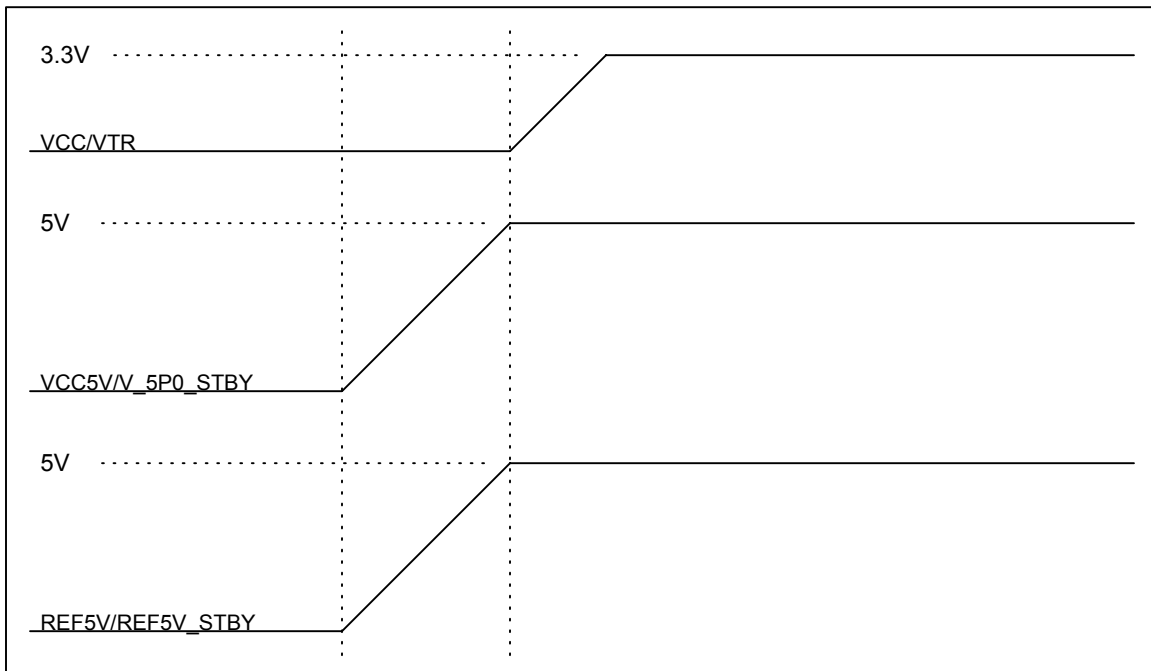 3.3V
VCC/VTR
5V
VCC5V/V_5P0_STBY
5V
REF5V/REF5V_STBY